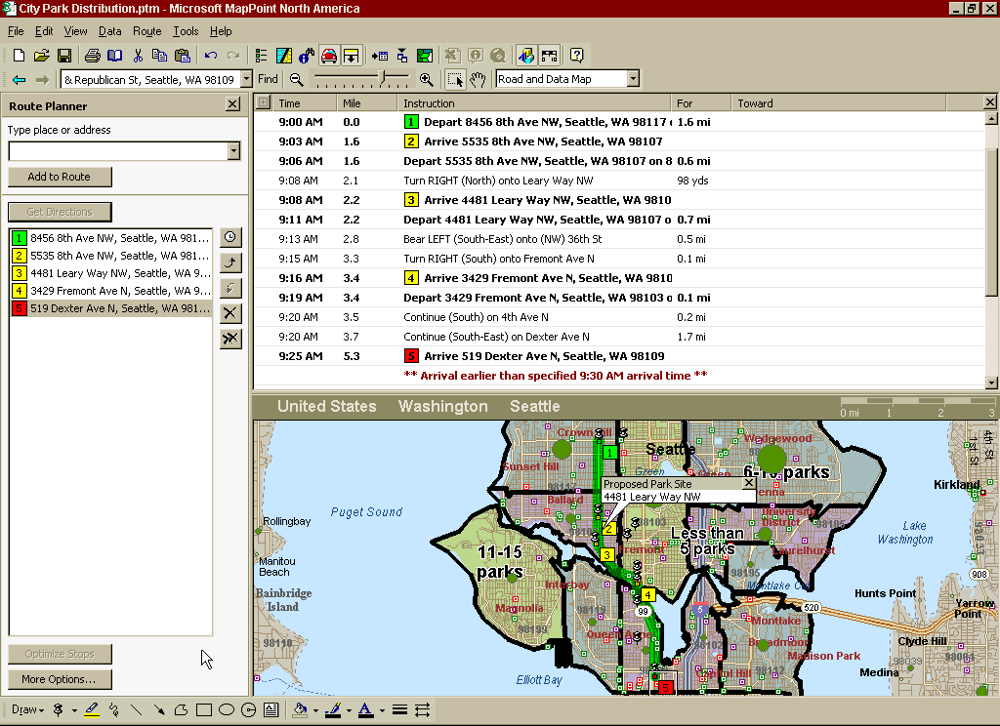 City Park Distribution.ptm - Microsoft MapPoint North America
File Edit View Data Route Tools Help
& Republican St, Seattle, WA 98109 Find Road and Data Map
Route Planner
Type place or address
Add to Route
Get Directions
1 8456 8th Ave NW, Seattle, WA 981...
2 5535 8th Ave NW, Seattle, WA 981...
3 4481 Leary Way NW, Seattle, WA 9...
4 3429 Fremont Ave N, Seattle, WA 9...
5 519 Dexter Ave N, Seattle, WA 981...
Optimize Stops
More Options...
Time Mile Instruction For Toward
9:00 AM 0.0 1 Depart 8456 8th Ave NW, Seattle, WA 98117 1.6 mi
9:03 AM 1.6 2 Arrive 5535 8th Ave NW, Seattle, WA 98107
9:06 AM 1.6 Depart 5535 8th Ave NW, Seattle, WA 98107 on 8 0.6 mi
9:08 AM 2.1 Turn RIGHT (North) onto Leary Way NW 98 yds
9:08 AM 2.2 3 Arrive 4481 Leary Way NW, Seattle, WA 9810
9:11 AM 2.2 Depart 4481 Leary Way NW, Seattle, WA 98107 o 0.7 mi
9:13 AM 2.8 Bear LEFT (South-East) onto (NW) 36th St 0.5 mi
9:15 AM 3.3 Turn RIGHT (South) onto Fremont Ave N 0.1 mi
9:16 AM 3.4 4 Arrive 3429 Fremont Ave N, Seattle, WA 9810
9:19 AM 3.4 Depart 3429 Fremont Ave N, Seattle, WA 98103 o 0.1 mi
9:20 AM 3.5 Continue (South) on 4th Ave N 0.2 mi
9:20 AM 3.7 Continue (South-East) on Dexter Ave N 1.7 mi
9:25 AM 5.3 5 Arrive 519 Dexter Ave N, Seattle, WA 98109
** Arrival earlier than specified 9:30 AM arrival time **
United States Washington Seattle
0 mi 1 2 3
Crown Hill
1
Seattle
Wedgewood
4th St
1st St
Sunset Hill
Green
6-10 parks
Proposed Park Site
4481 Leary Way NW
Kirkland
Ballard
University
District
98105
Puget Sound
Rollingbay
2
98103
Lake
Washington
Less than
5 parks
11-15
parks
3
Fremont
Laurelhurst
Manitou
Beach
98195
908
Interbay
4
Montlake Cut
Bainbridge
Island
Hunts Point
Magnolia
98119
99
5
520
Yarrow
Point
98199
Queen Anne
Montlake
98110
Broadmoor
Clyde Hill
98102
Madison Park
98039
98112
Capitol Hill
Medina
Elliott Bay
5
Draw